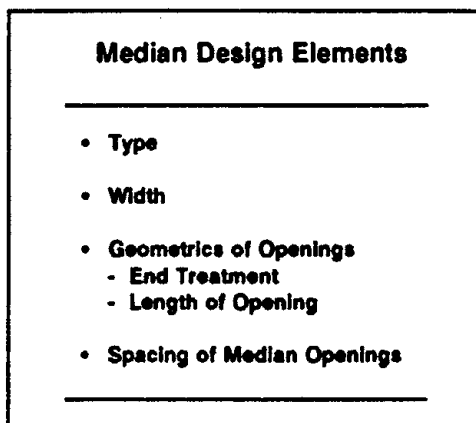 Median Design Elements
• Type
• Width
• Geometrics of Openings
- End Treatment
- Length of Opening
• Spacing of Median Openings